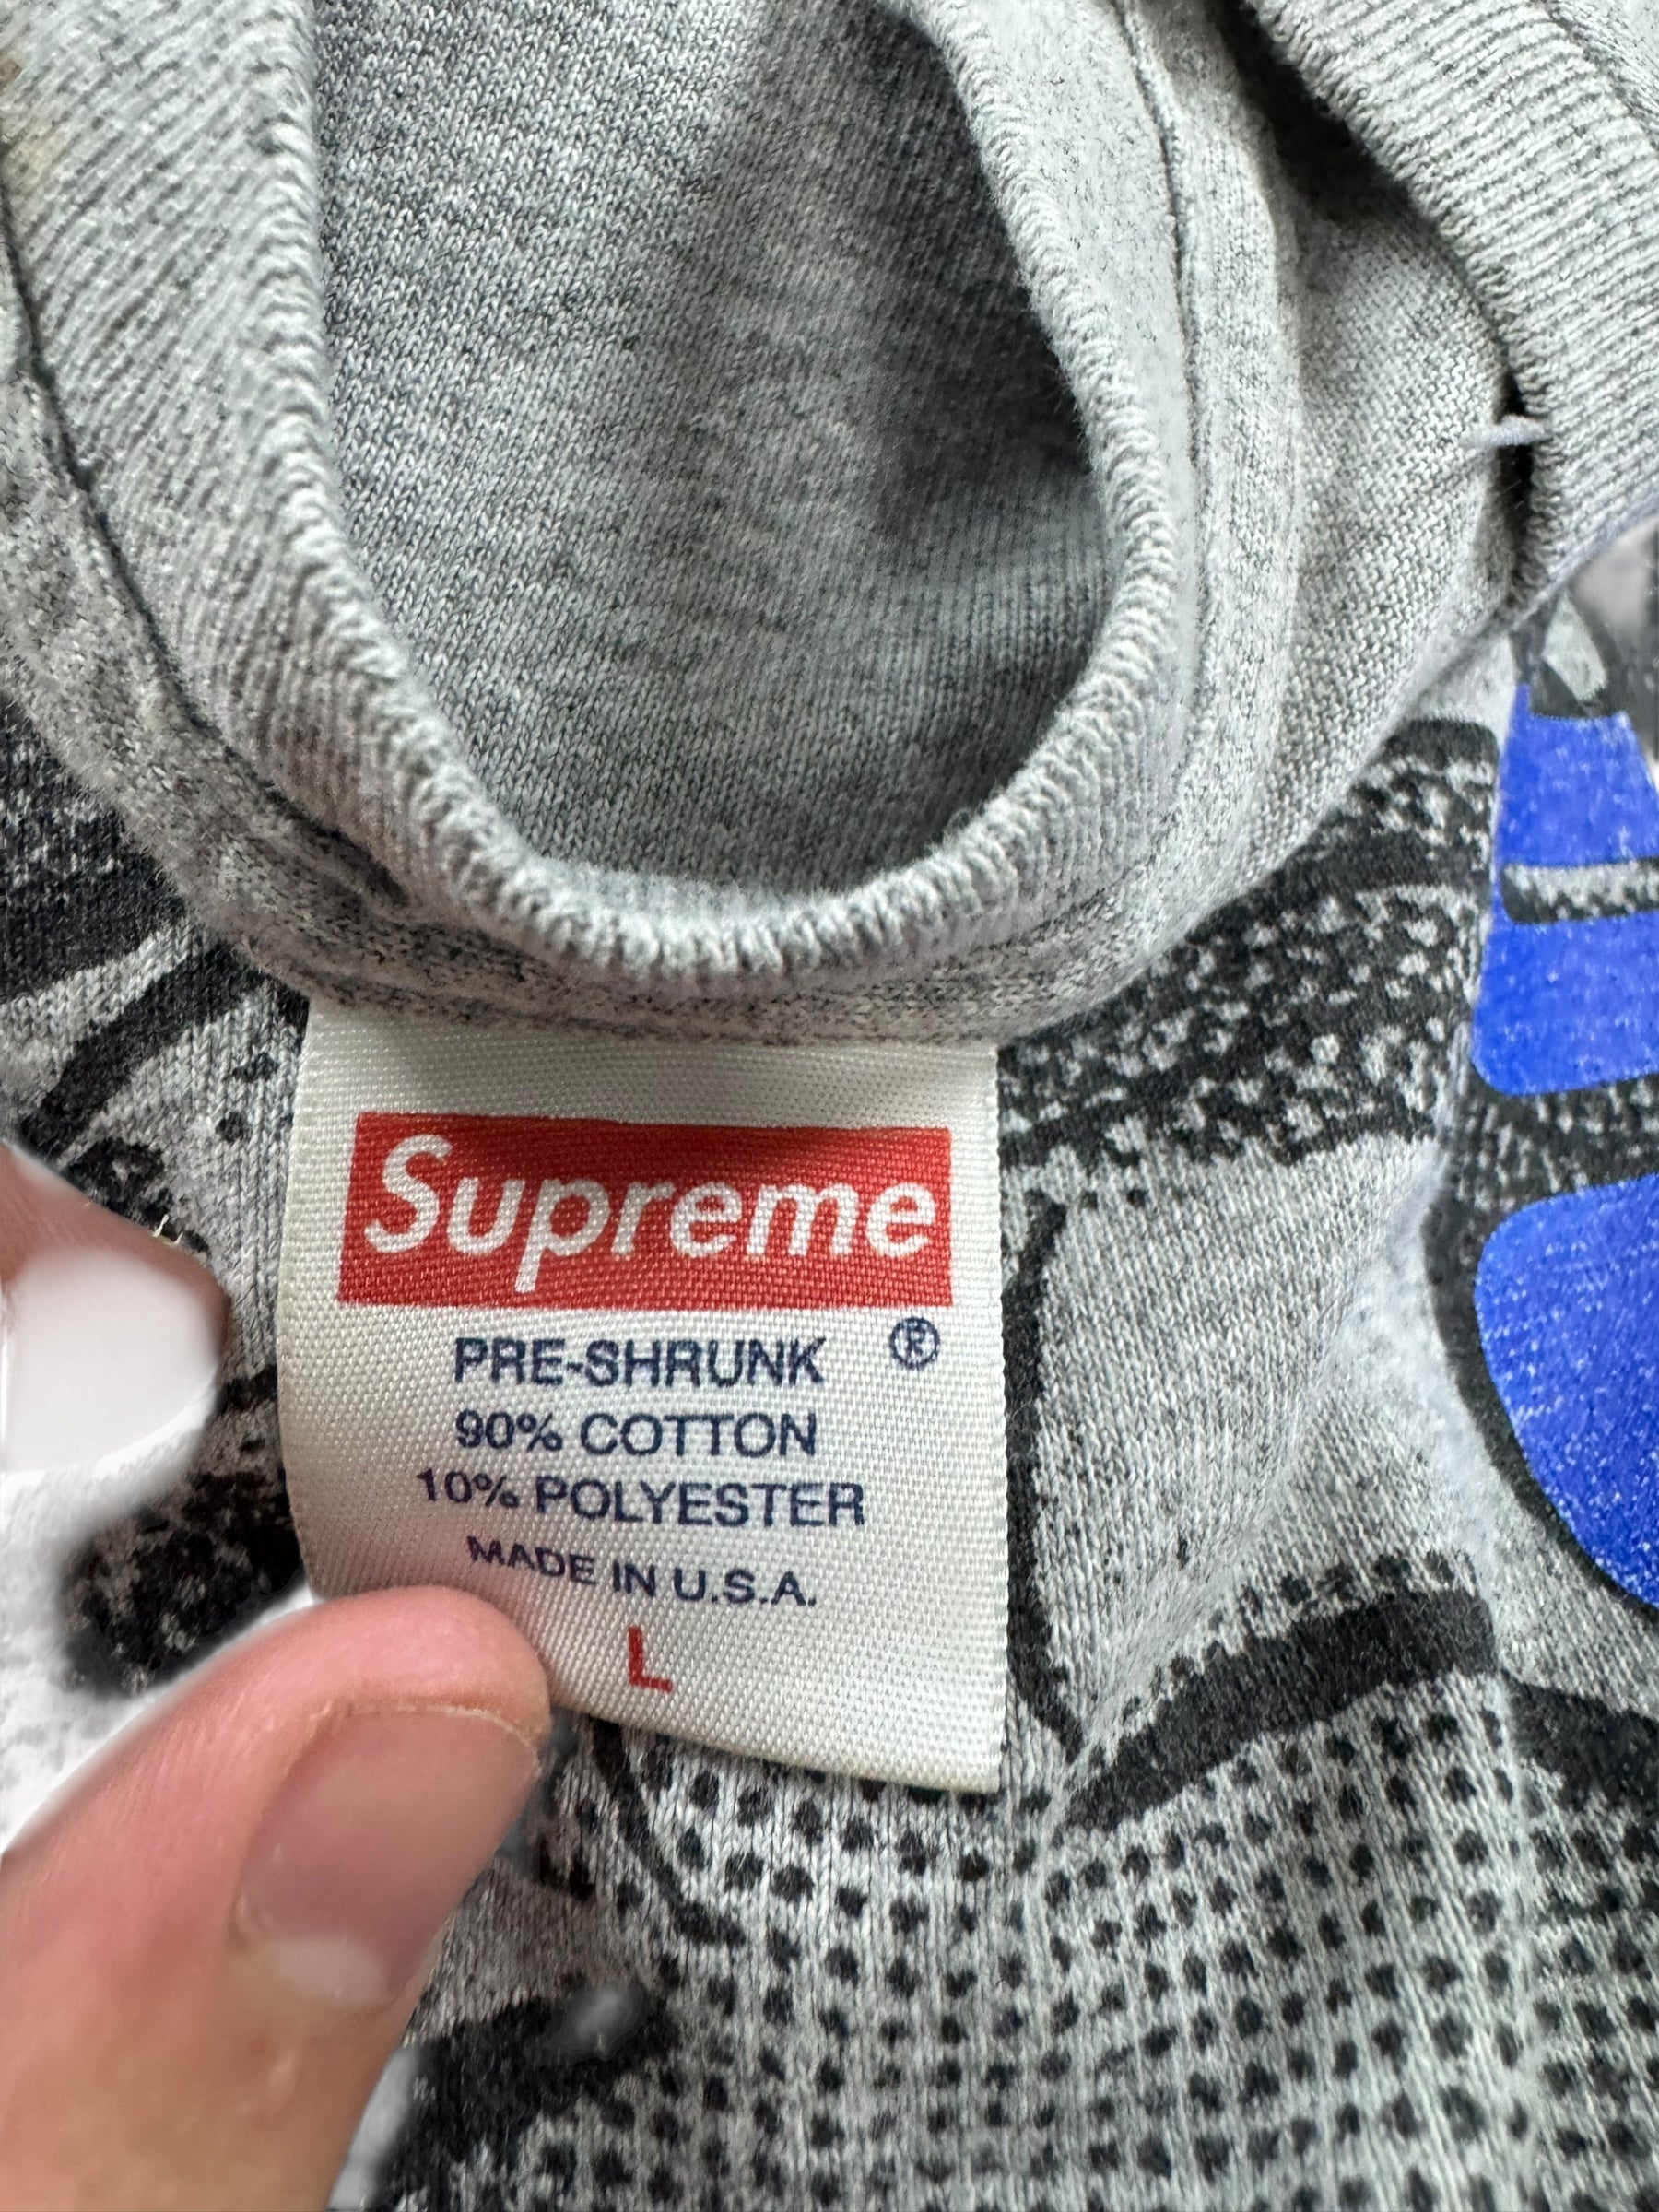 Supreme
PRE-SHRUNK ®
90% COTTON
10% POLYESTER
MADE IN U.S.A.
L